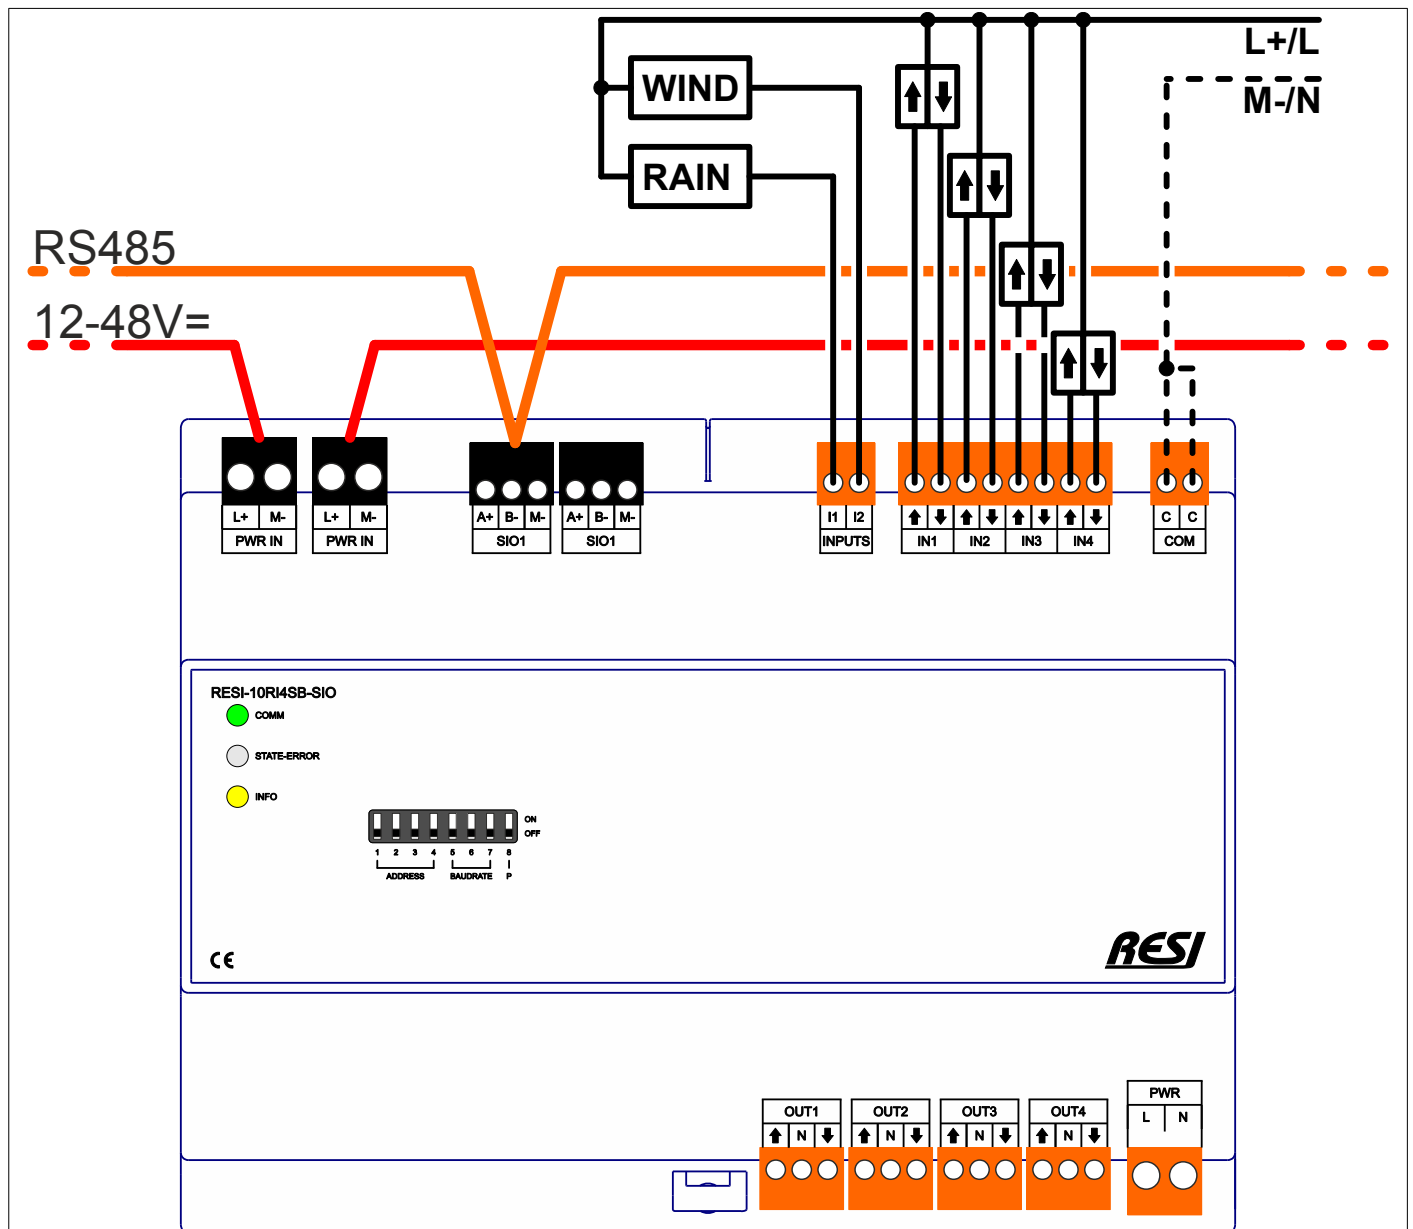 L+/L
WIND
M-/N
RAIN
RS485
12-48V=
L+ M- L+ M- A+ B- M- A+ B- M- I1 I2 C C
PWR IN PWR IN SIO1 SIO1 INPUTS IN1 IN2 IN3 IN4 COM
RESI-10RI4SB-SIO
COMM
STATE-ERROR
INFO
ON
OFF
1 2 3 4 5 6 7 8
ADDRESS BAUDRATE P
CE
RESI
PWR
L N
OUT1 OUT2 OUT3 OUT4
N N N N